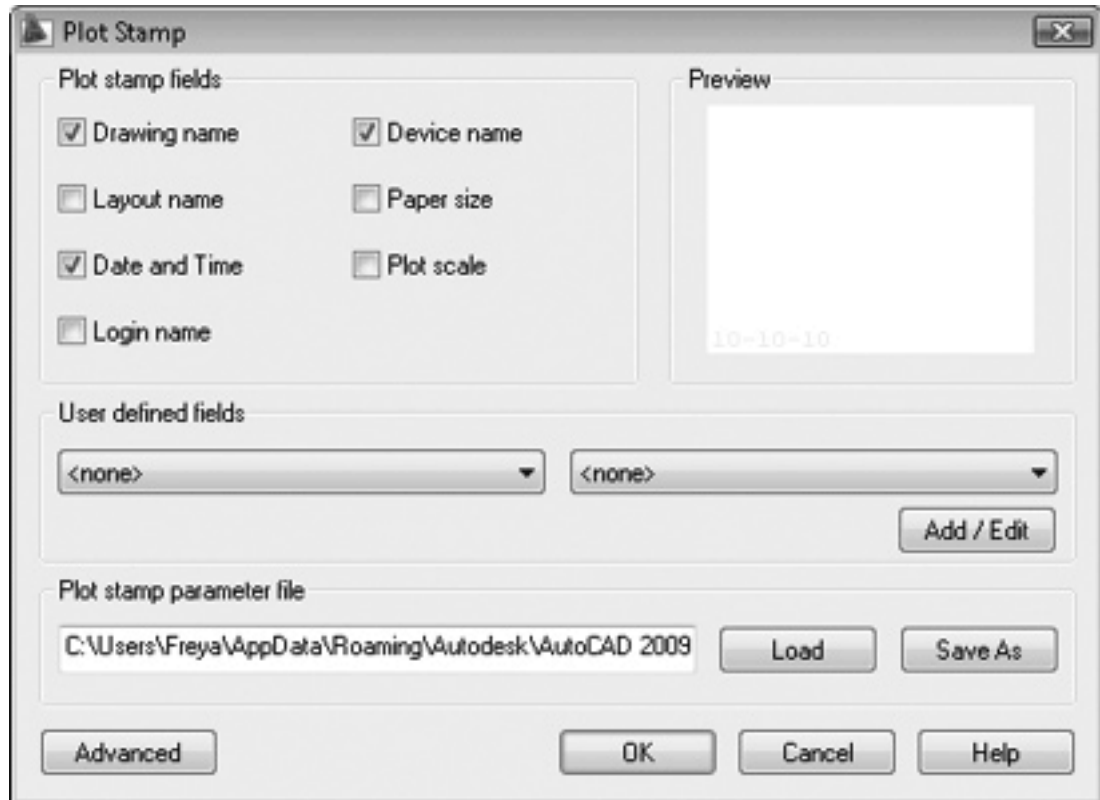 Plot Stamp
Plot stamp fields
Drawing name
Device name
Layout name
Paper size
Date and Time
Plot scale
Login name
Preview
10-10-10
User defined fields
<none>
<none>
Add / Edit
Plot stamp parameter file
C:\Users\Freya\AppData\Roaming\Autodesk\AutoCAD 2009
Load
Save As
Advanced
OK
Cancel
Help